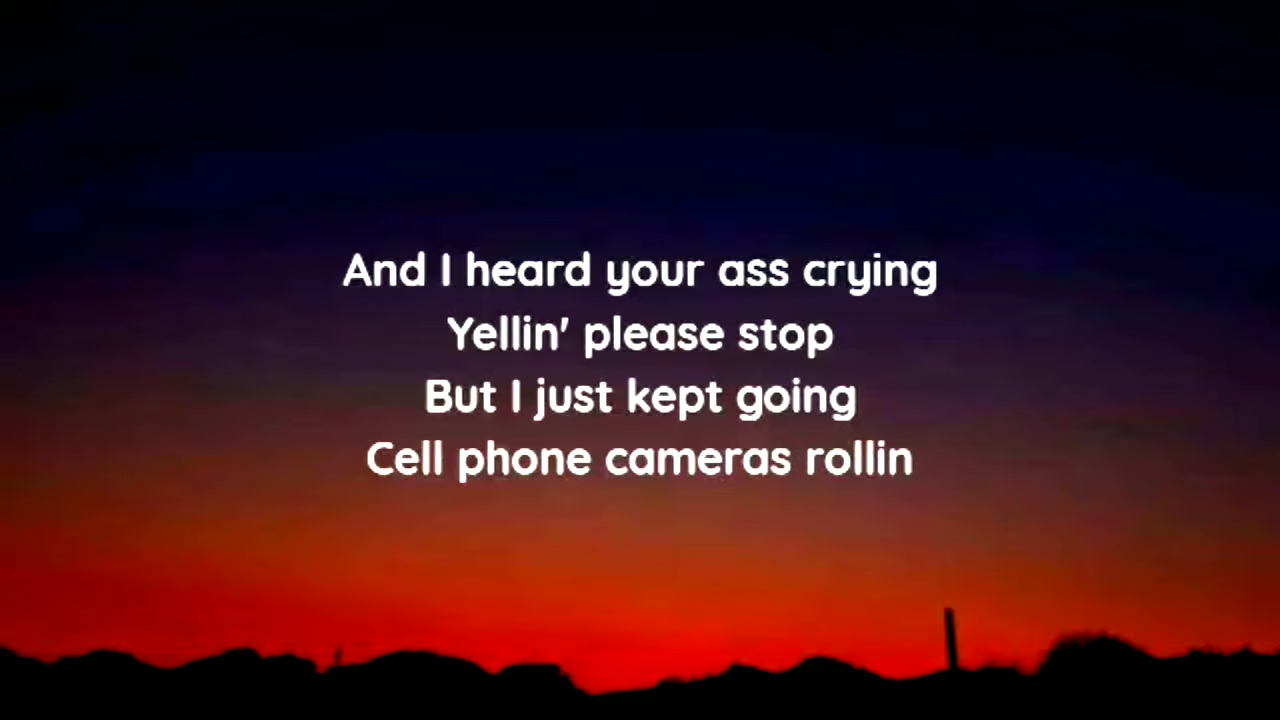 And I heard your ass crying
Yellin' please stop
But I just kept going
Cell phone cameras rollin